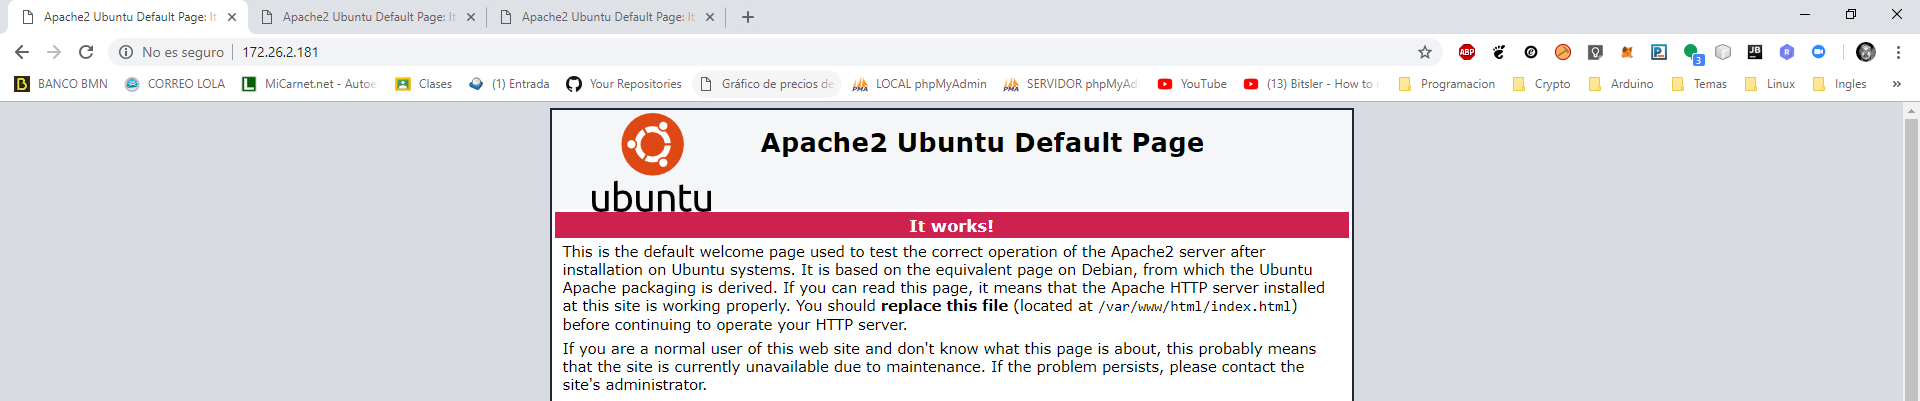 Apache2 Ubuntu Default Page: It
Apache2 Ubuntu Default Page: It
Apache2 Ubuntu Default Page: It
No es seguro
172.26.2.181
ABP
3
JB
R
BANCO BMN
CORREO LOLA
MiCarnet.net - Autoe
Clases
(1) Entrada
Your Repositories
Gráfico de precios de
LOCAL phpMyAdmin
SERVIDOR phpMyAd
YouTube
(13) Bitsler - How to
Programacion
Crypto
Arduino
Temas
Linux
Ingles
»
ubuntu
Apache2 Ubuntu Default Page
It works!
This is the default welcome page used to test the correct operation of the Apache2 server after
installation on Ubuntu systems. It is based on the equivalent page on Debian, from which the Ubuntu
Apache packaging is derived. If you can read this page, it means that the Apache HTTP server installed
at this site is working properly. You should replace this file (located at /var/www/html/index.html)
before continuing to operate your HTTP server.
If you are a normal user of this web site and don't know what this page is about, this probably means
that the site is currently unavailable due to maintenance. If the problem persists, please contact the
site's administrator.